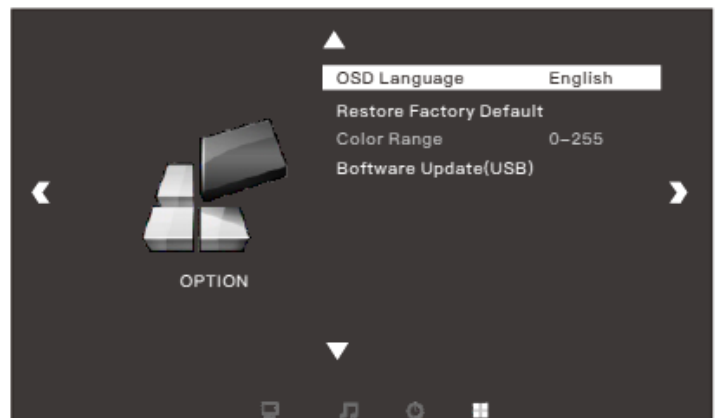 OSD Language English
Restore Factory Default
Color Range 0-255
Boftware Update(USB)
OPTION